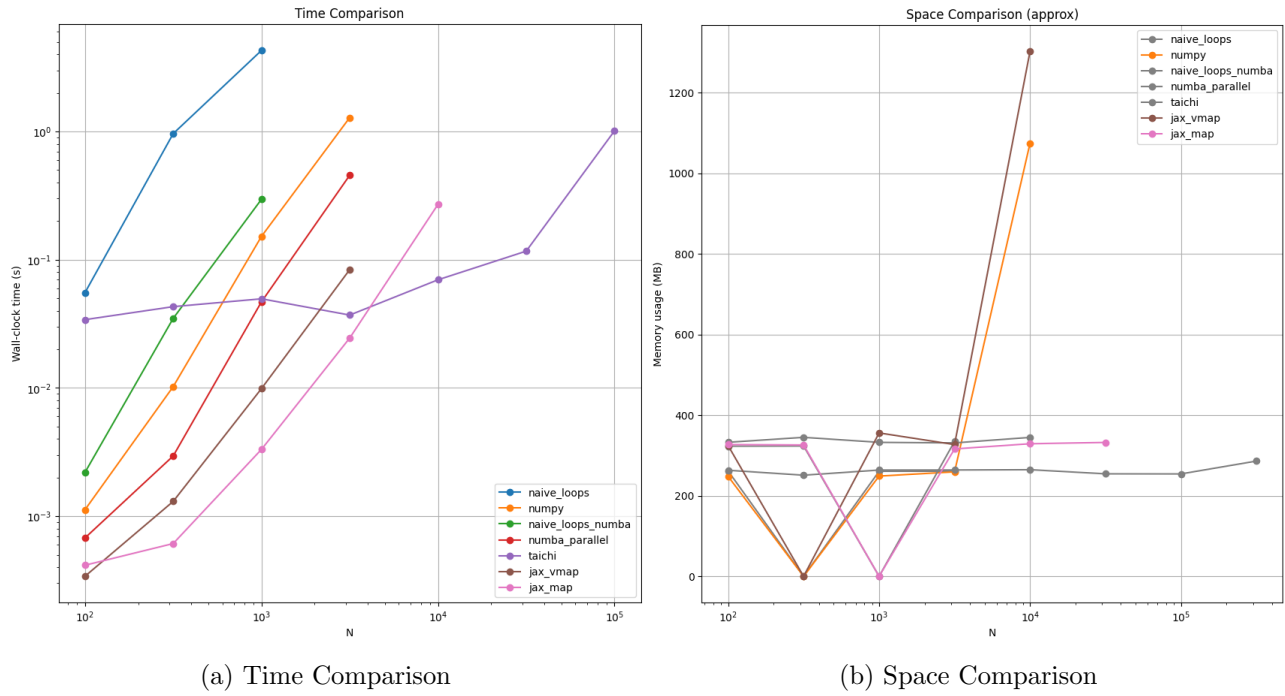 Time Comparison
Wall-clock time (s)
10^0
10^-1
10^-2
10^-3
naive_loops
numpy
naive_loops_numba
numba_parallel
taichi
jax_vmap
jax_map
10^2
10^3
10^4
10^5
N
(a) Time Comparison
Space Comparison (approx)
Memory usage (MB)
1200
1000
800
600
400
200
0
naive_loops
numpy
naive_loops_numba
numba_parallel
taichi
jax_vmap
jax_map
10^2
10^3
10^4
10^5
N
(b) Space Comparison